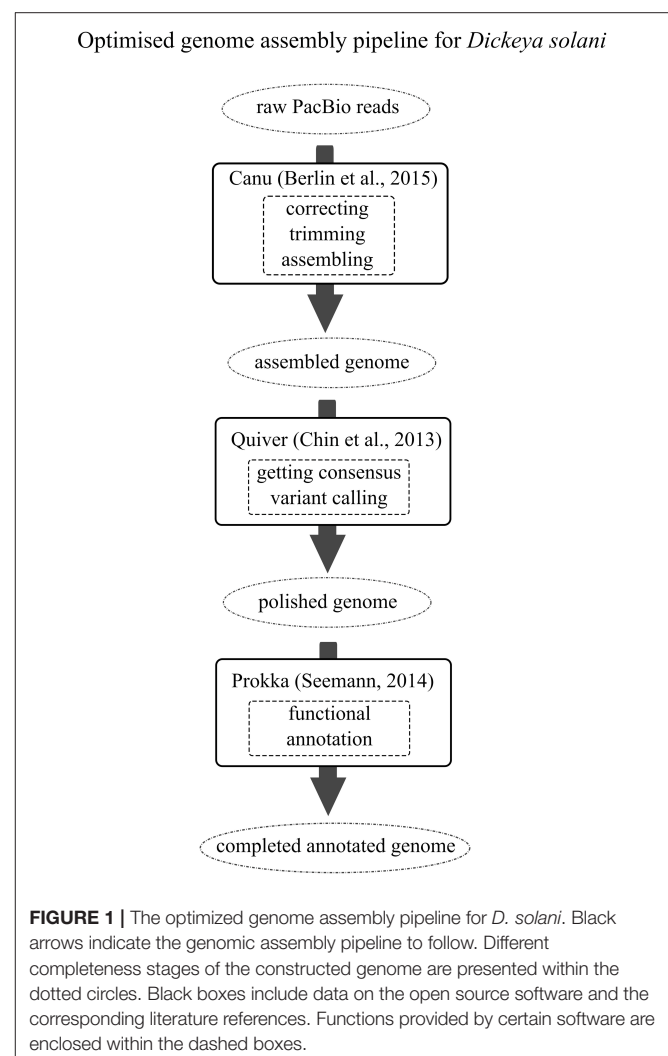 Optimised genome assembly pipeline for Dickeya solani
raw PacBio reads
Canu (Berlin et al., 2015)
correcting
trimming
assembling
assembled genome
Quiver (Chin et al., 2013)
getting consensus
variant calling
polished genome
Prokka (Seemann, 2014)
functional
annotation
completed annotated genome
FIGURE 1 | The optimized genome assembly pipeline for D. solani. Black
arrows indicate the genomic assembly pipeline to follow. Different
completeness stages of the constructed genome are presented within the
dotted circles. Black boxes include data on the open source software and the
corresponding literature references. Functions provided by certain software are
enclosed within the dashed boxes.